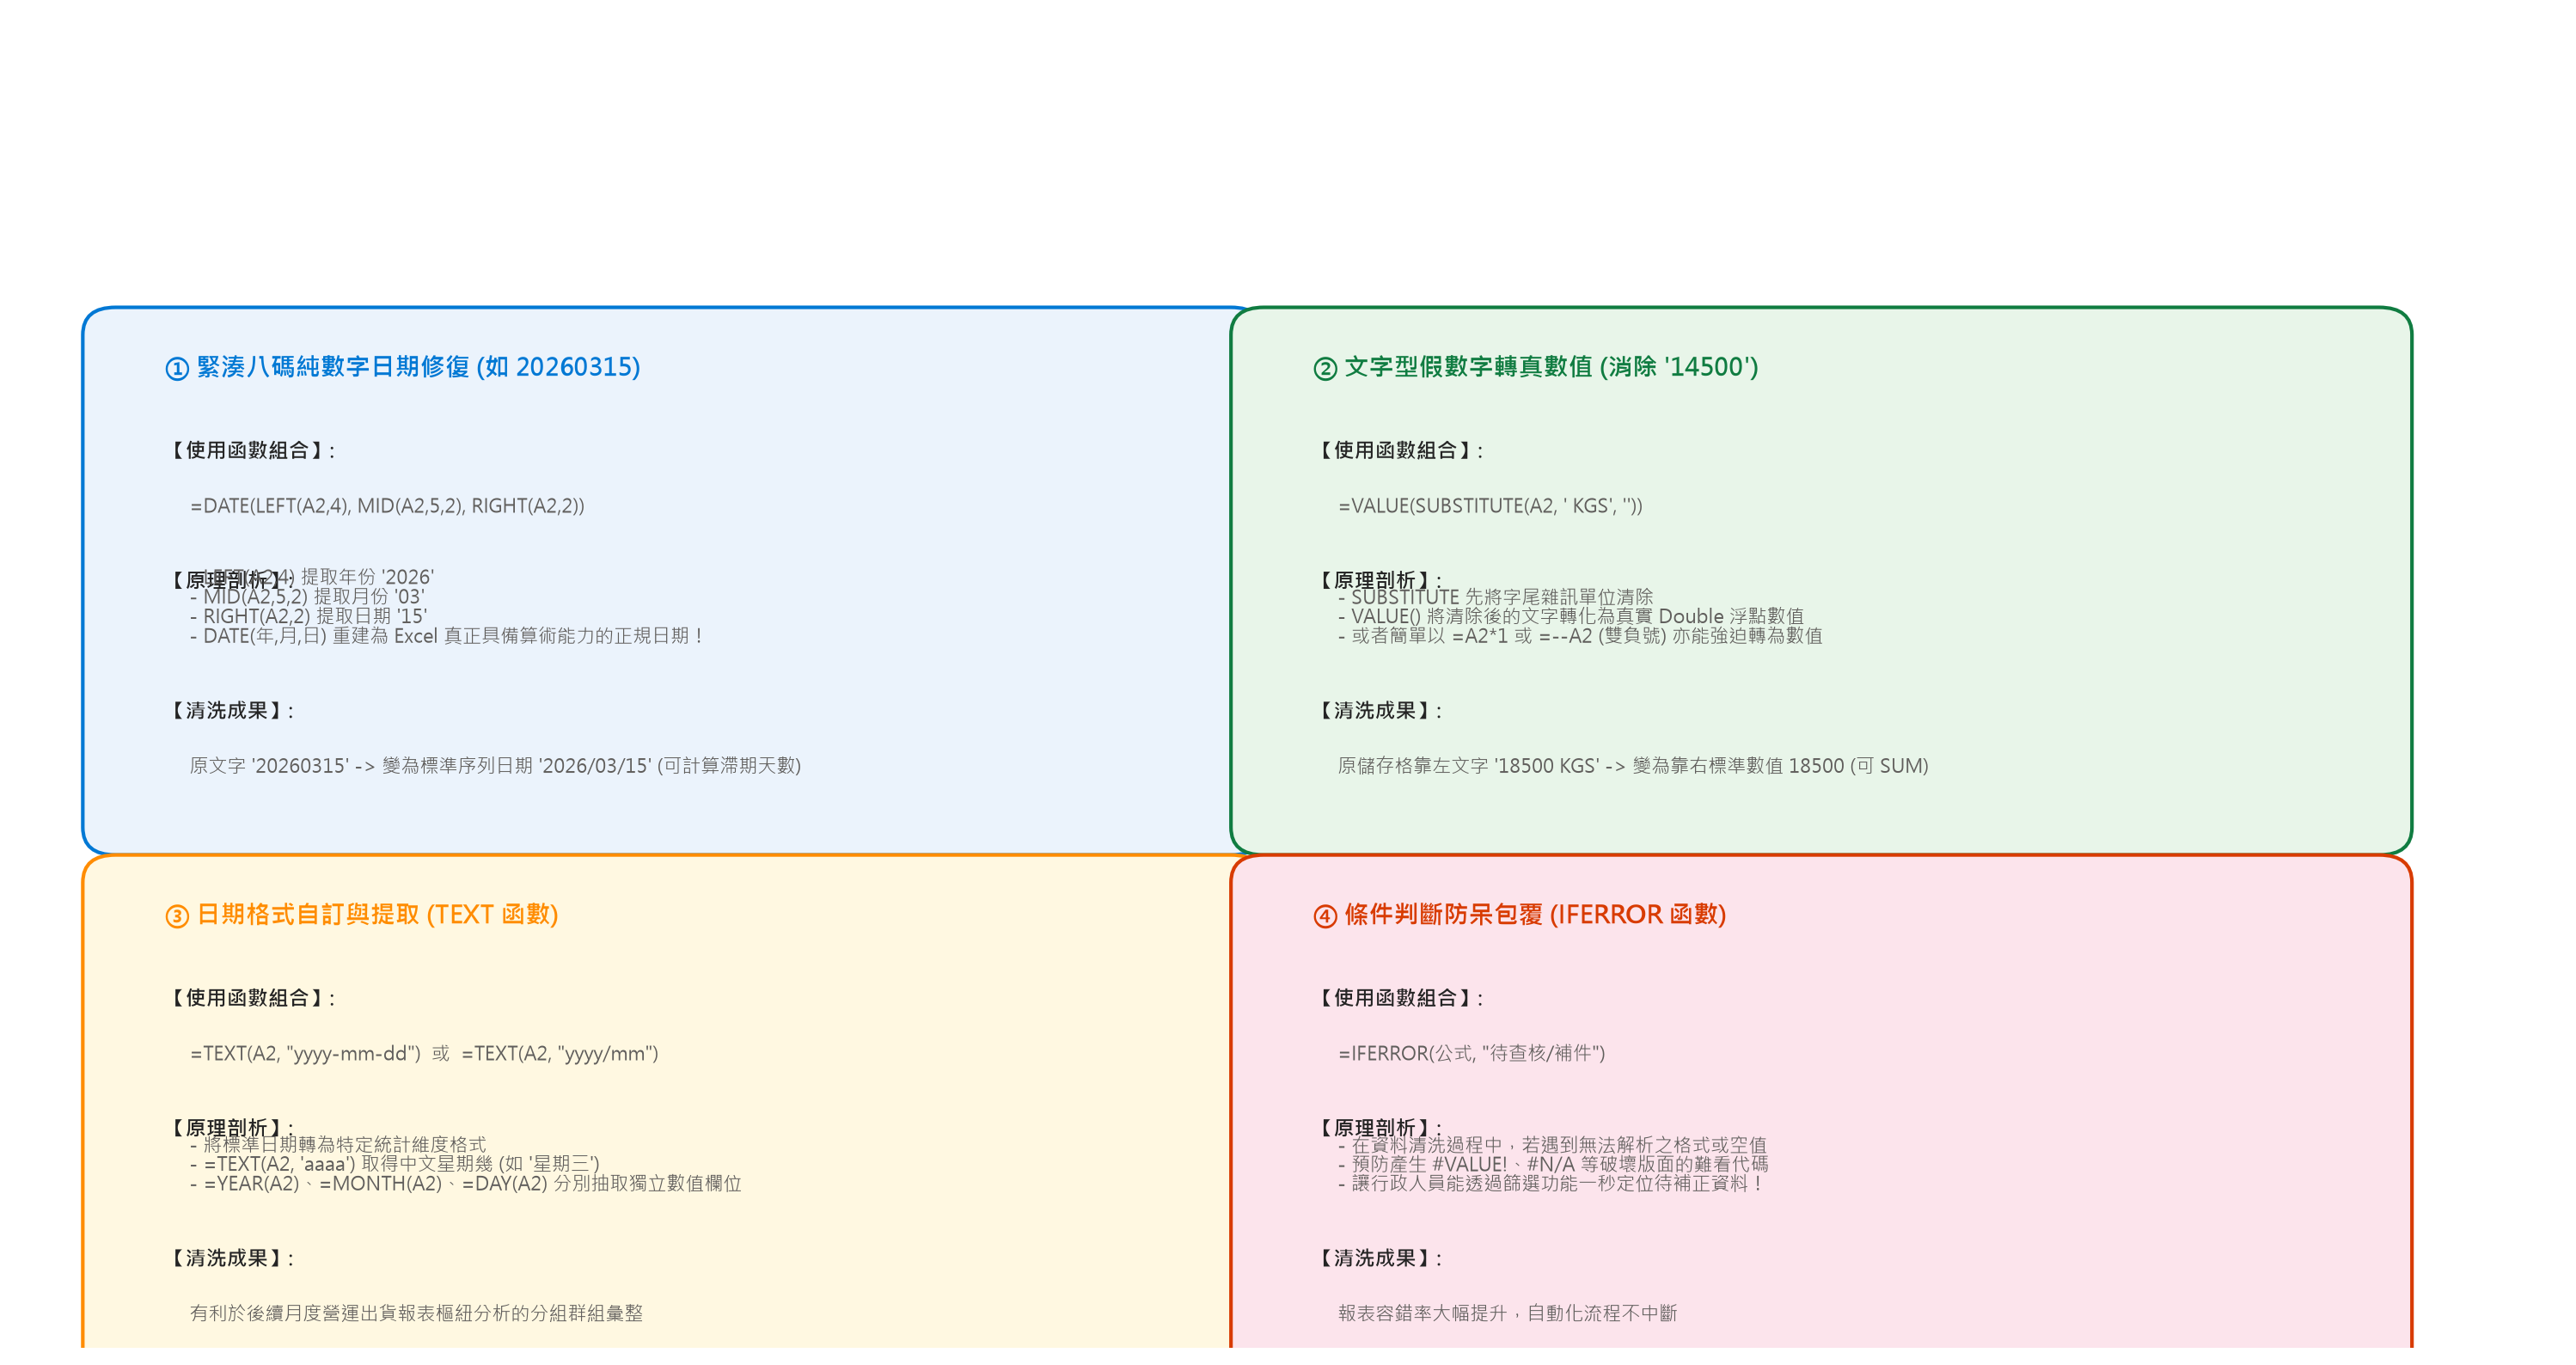 ① 緊湊八碼純數字日期修復 (如 20260315)
【使用函數組合】:
=DATE(LEFT(A2,4), MID(A2,5,2), RIGHT(A2,2))
【原理剖析】:
- LEFT(A2,4) 提取年份 '2026'
- MID(A2,5,2) 提取月份 '03'
- RIGHT(A2,2) 提取日期 '15'
- DATE(年,月,日) 重建為 Excel 真正具備算術能力的正規日期！
【清洗成果】:
原文字 '20260315' -> 變為標準序列日期 '2026/03/15' (可計算滯期天數)
② 文字型假數字轉真數值 (消除 '14500')
【使用函數組合】:
=VALUE(SUBSTITUTE(A2, ' KGS', ''))
【原理剖析】:
- SUBSTITUTE 先將字尾雜訊單位清除
- VALUE() 將清除後的文字轉化為真實 Double 浮點數值
- 或者簡單以 =A2*1 或 =--A2 (雙負號) 亦能強迫轉為數值
【清洗成果】:
原儲存格靠左文字 '18500 KGS' -> 變為靠右標準數值 18500 (可 SUM)
③ 日期格式自訂與提取 (TEXT 函數)
【使用函數組合】:
=TEXT(A2, "yyyy-mm-dd")  或  =TEXT(A2, "yyyy/mm")
【原理剖析】:
- 將標準日期轉為特定統計維度格式
- =TEXT(A2, 'aaaa') 取得中文星期幾 (如 '星期三')
- =YEAR(A2)、=MONTH(A2)、=DAY(A2) 分別抽取獨立數值欄位
【清洗成果】:
有利於後續月度營運出貨報表樞紐分析的分組群組彙整
④ 條件判斷防呆包覆 (IFERROR 函數)
【使用函數組合】:
=IFERROR(公式, "待查核/補件")
【原理剖析】:
- 在資料清洗過程中，若遇到無法解析之格式或空值
- 預防產生 #VALUE!、#N/A 等破壞版面的難看代碼
- 讓行政人員能透過篩選功能一秒定位待補正資料！
【清洗成果】:
報表容錯率大幅提升，自動化流程不中斷